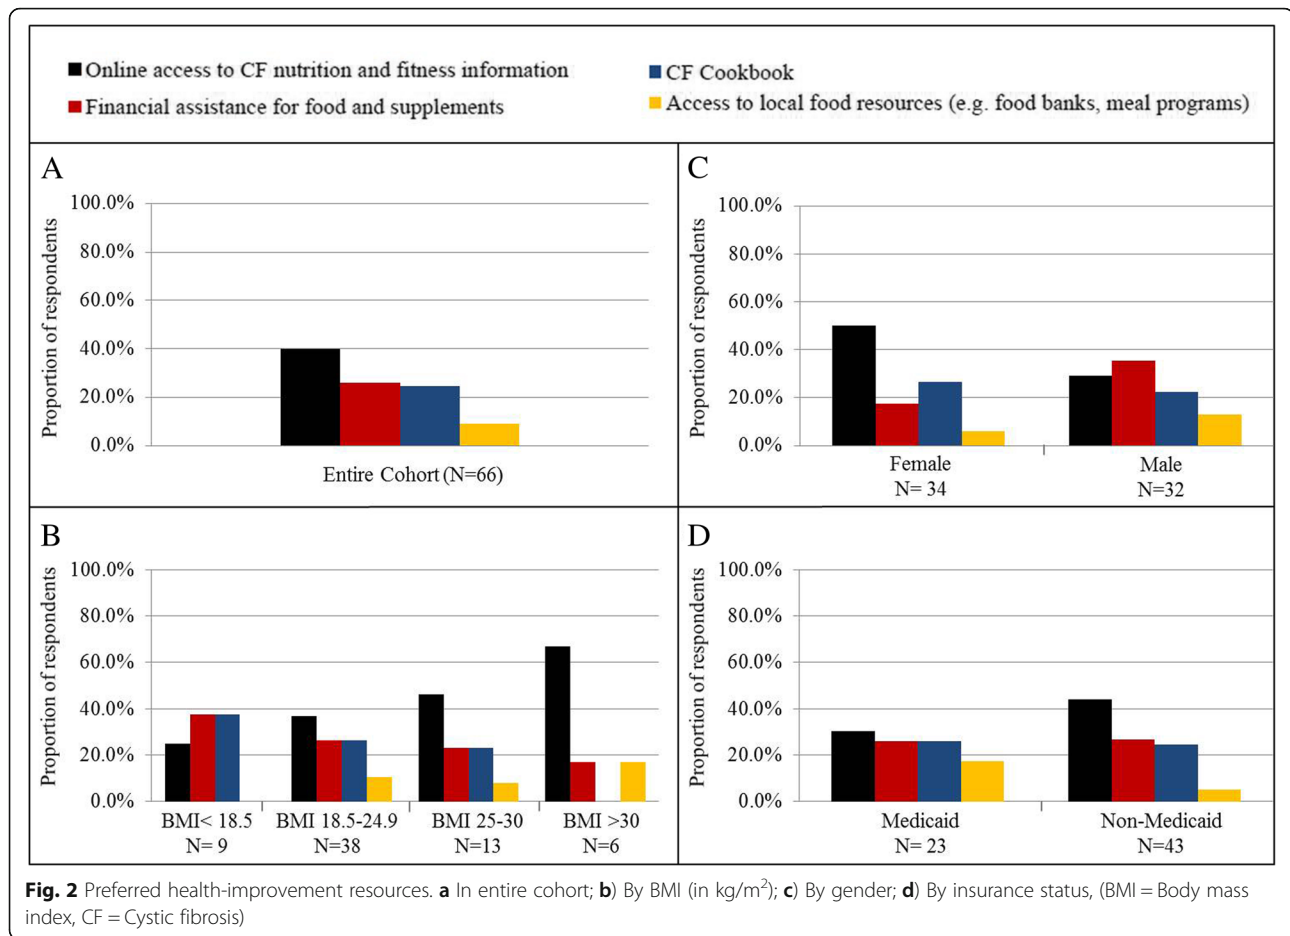 Online access to CF nutrition and fitness information
CF Cookbook
Financial assistance for food and supplements
Access to local food resources (e.g. food banks, meal programs)
A
Proportion of respondents
100.0%
80.0%
60.0%
40.0%
20.0%
0.0%
Entire Cohort (N=66)
C
Proportion of respondents
100.0%
80.0%
60.0%
40.0%
20.0%
0.0%
Female Male
N= 34 N=32
B
Proportion of respondents
100.0%
80.0%
60.0%
40.0%
20.0%
0.0%
BMI< 18.5 BMI 18.5-24.9 BMI 25-30 BMI >30
N= 9 N=38 N=13 N=6
D
Proportion of respondents
100.0%
80.0%
60.0%
40.0%
20.0%
0.0%
Medicaid Non-Medicaid
N= 23 N=43
Fig. 2 Preferred health-improvement resources. a In entire cohort; b) By BMI (in kg/m²); c) By gender; d) By insurance status, (BMI = Body mass
index, CF = Cystic fibrosis)